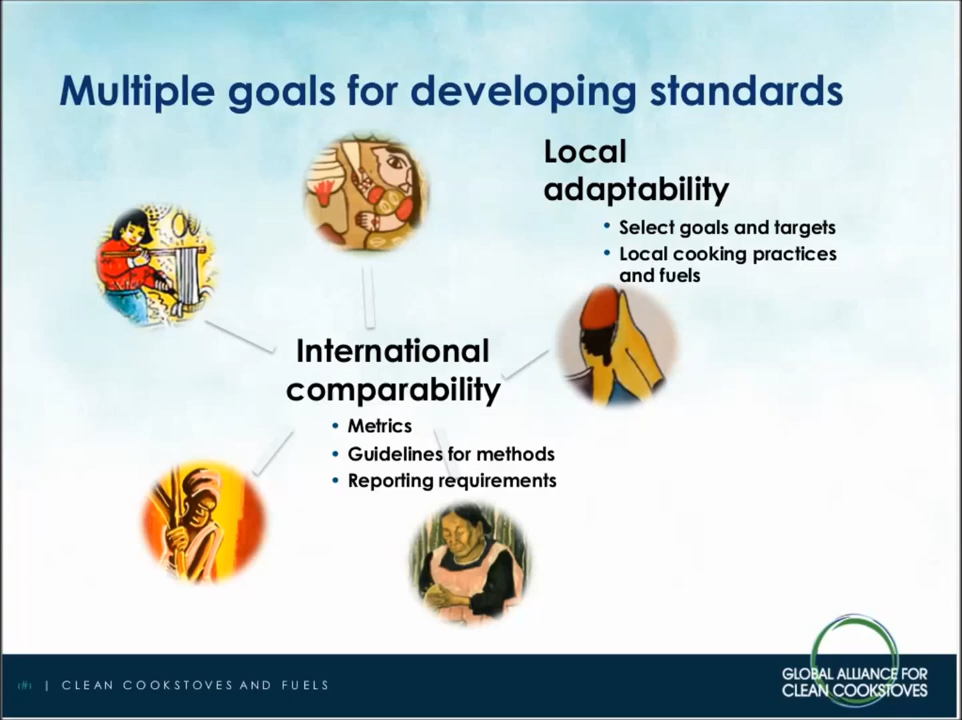 Multiple goals for developing standards
Local
adaptability
• Select goals and targets
• Local cooking practices
and fuels
International
comparability
• Metrics
• Guidelines for methods
• Reporting requirements
‹#› | CLEAN COOKSTOVES AND FUELS
GLOBAL ALLIANCE FOR
CLEAN COOKSTOVES